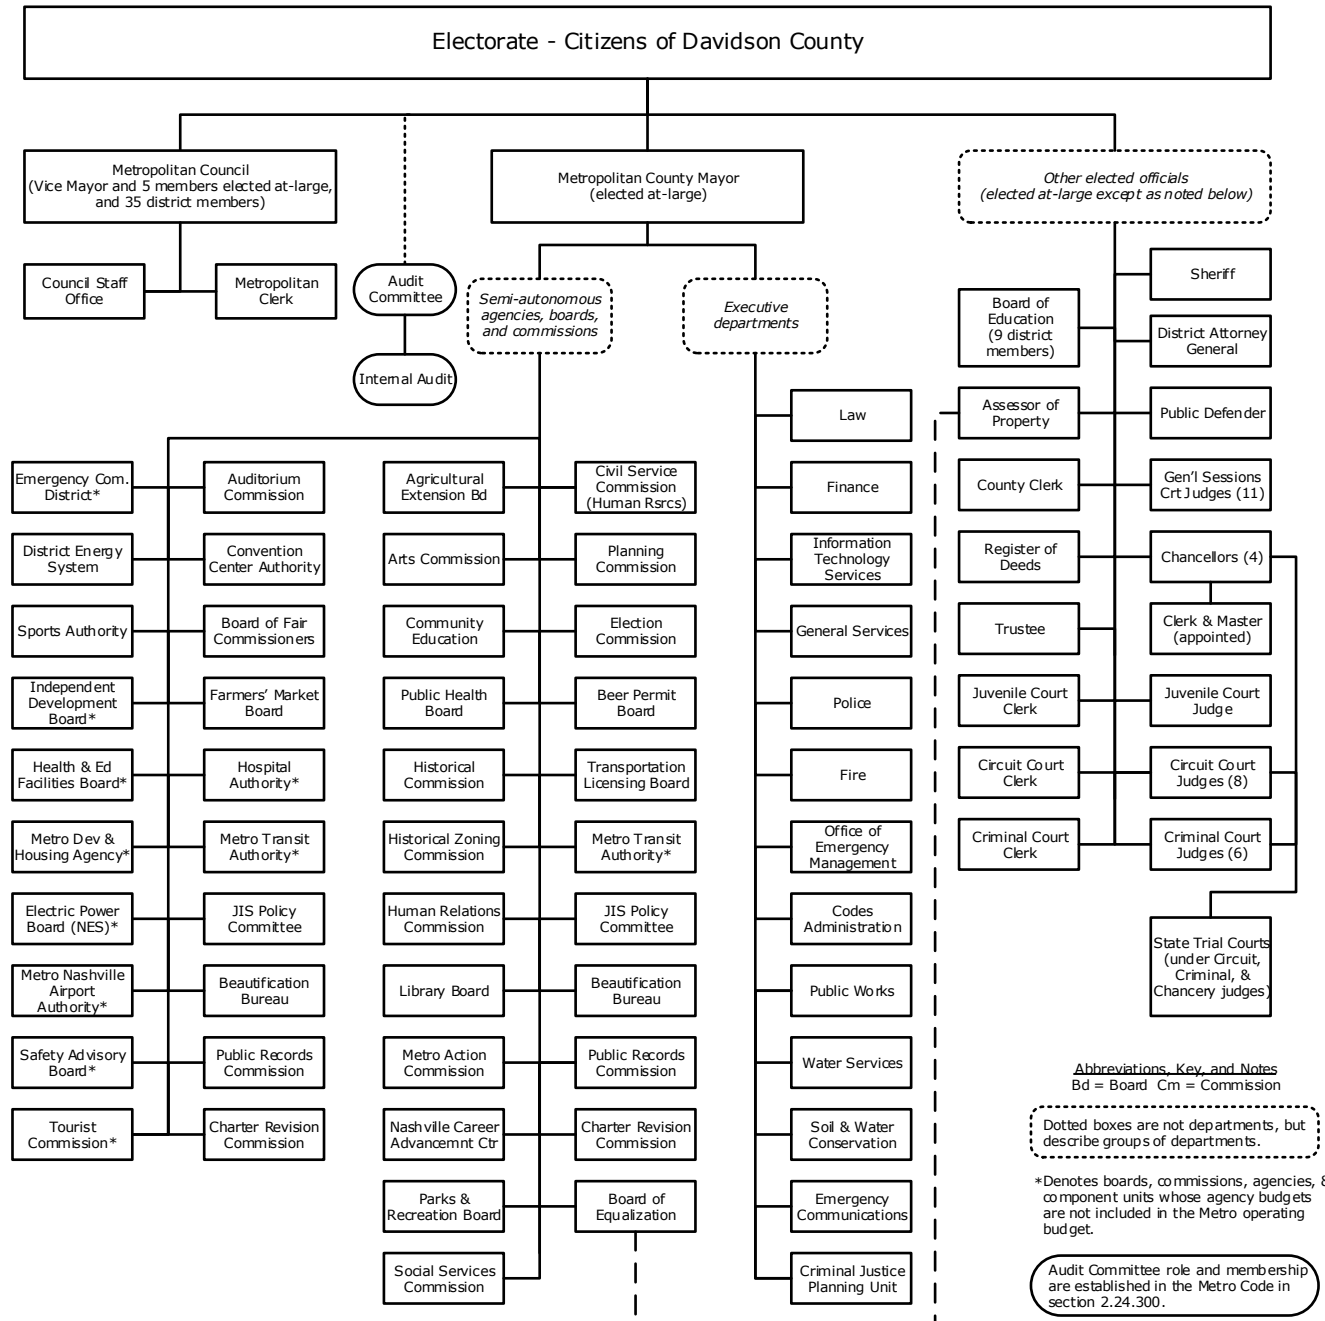 Electorate - Citizens of Davidson County
Metropolitan Council
(Vice Mayor and 5 members elected at-large,
and 35 district members)
Metropolitan County Mayor
(elected at-large)
Other elected officials
(elected at-large except as noted below)
Council Staff
Office
Metropolitan
Clerk
Audit
Committee
Internal Audit
Semi-autonomous
agencies, boards,
and commissions
Executive
departments
Emergency Com.
District*
Auditorium
Commission
District Energy
System
Convention
Center Authority
Sports Authority
Board of Fair
Commissioners
Independent
Development
Board*
Farmers' Market
Board
Health & Ed
Facilities Board*
Hospital
Authority*
Metro Dev &
Housing Agency*
Metro Transit
Authority*
Electric Power
Board (NES)*
JIS Policy
Committee
Metro Nashville
Airport
Authority*
Beautification
Bureau
Safety Advisory
Board*
Public Records
Commission
Tourist
Commission*
Charter Revision
Commission
Agricultural
Extension Bd
Civil Service
Commission
(Human Rsrcs)
Arts Commission
Planning
Commission
Community
Education
Election
Commission
Public Health
Board
Beer Permit
Board
Historical
Commission
Transportation
Licensing Board
Historical Zoning
Commission
Metro Transit
Authority*
Human Relations
Commission
JIS Policy
Committee
Library Board
Beautification
Bureau
Metro Action
Commission
Public Records
Commission
Nashville Career
Advancemnt Ctr
Charter Revision
Commission
Parks &
Recreation Board
Board of
Equalization
Social Services
Commission
Law
Finance
Information
Technology
Services
General Services
Police
Fire
Office of
Emergency
Management
Codes
Administration
Public Works
Water Services
Soil & Water
Conservation
Emergency
Communications
Criminal Justice
Planning Unit
Sheriff
Board of
Education
(9 district
members)
District Attorney
General
Assessor of
Property
Public Defender
County Clerk
Gen'l Sessions
Crt Judges (11)
Register of
Deeds
Chancellors (4)
Trustee
Clerk & Master
(appointed)
Juvenile Court
Clerk
Juvenile Court
Judge
Circuit Court
Clerk
Circuit Court
Judges (8)
Criminal Court
Clerk
Criminal Court
Judges (6)
State Trial Courts
(under Circuit,
Criminal, &
Chancery judges)
Abbreviations, Key, and Notes
Bd = Board Cm = Commission
Dotted boxes are not departments, but
describe groups of departments.
*Denotes boards, commissions, agencies, &
component units whose agency budgets
are not included in the Metro operating
budget.
Audit Committee role and membership
are established in the Metro Code in
section 2.24.300.